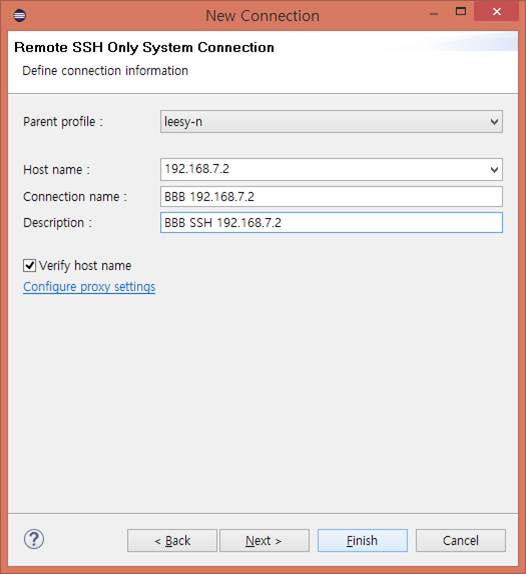 New Connection
Remote SSH Only System Connection
Define connection information
Parent profile : leesy-n
Host name : 192.168.7.2
Connection name : BBB 192.168.7.2
Description : BBB SSH 192.168.7.2
Verify host name
Configure proxy settings
? < Back Next > Finish Cancel